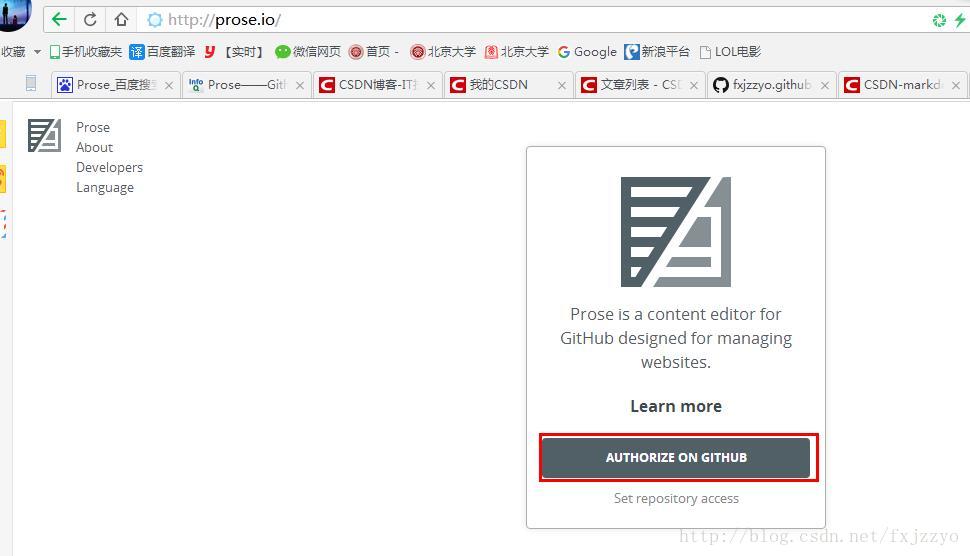 http://prose.io/
收藏 手机收藏夹 百度翻译 【实时】 微信网页 首页 - 北京大学 北京大学 Google 新浪平台 LOL电影
Prose_百度搜 Prose——Gith CSDN博客-IT 我的CSDN 文章列表 - CSD fxjzzyo.github CSDN-markd
Prose
About
Developers
Language
Prose is a content editor for
GitHub designed for managing
websites.
Learn more
AUTHORIZE ON GITHUB
Set repository access
http://blog.csdn.net/fxjzzyo